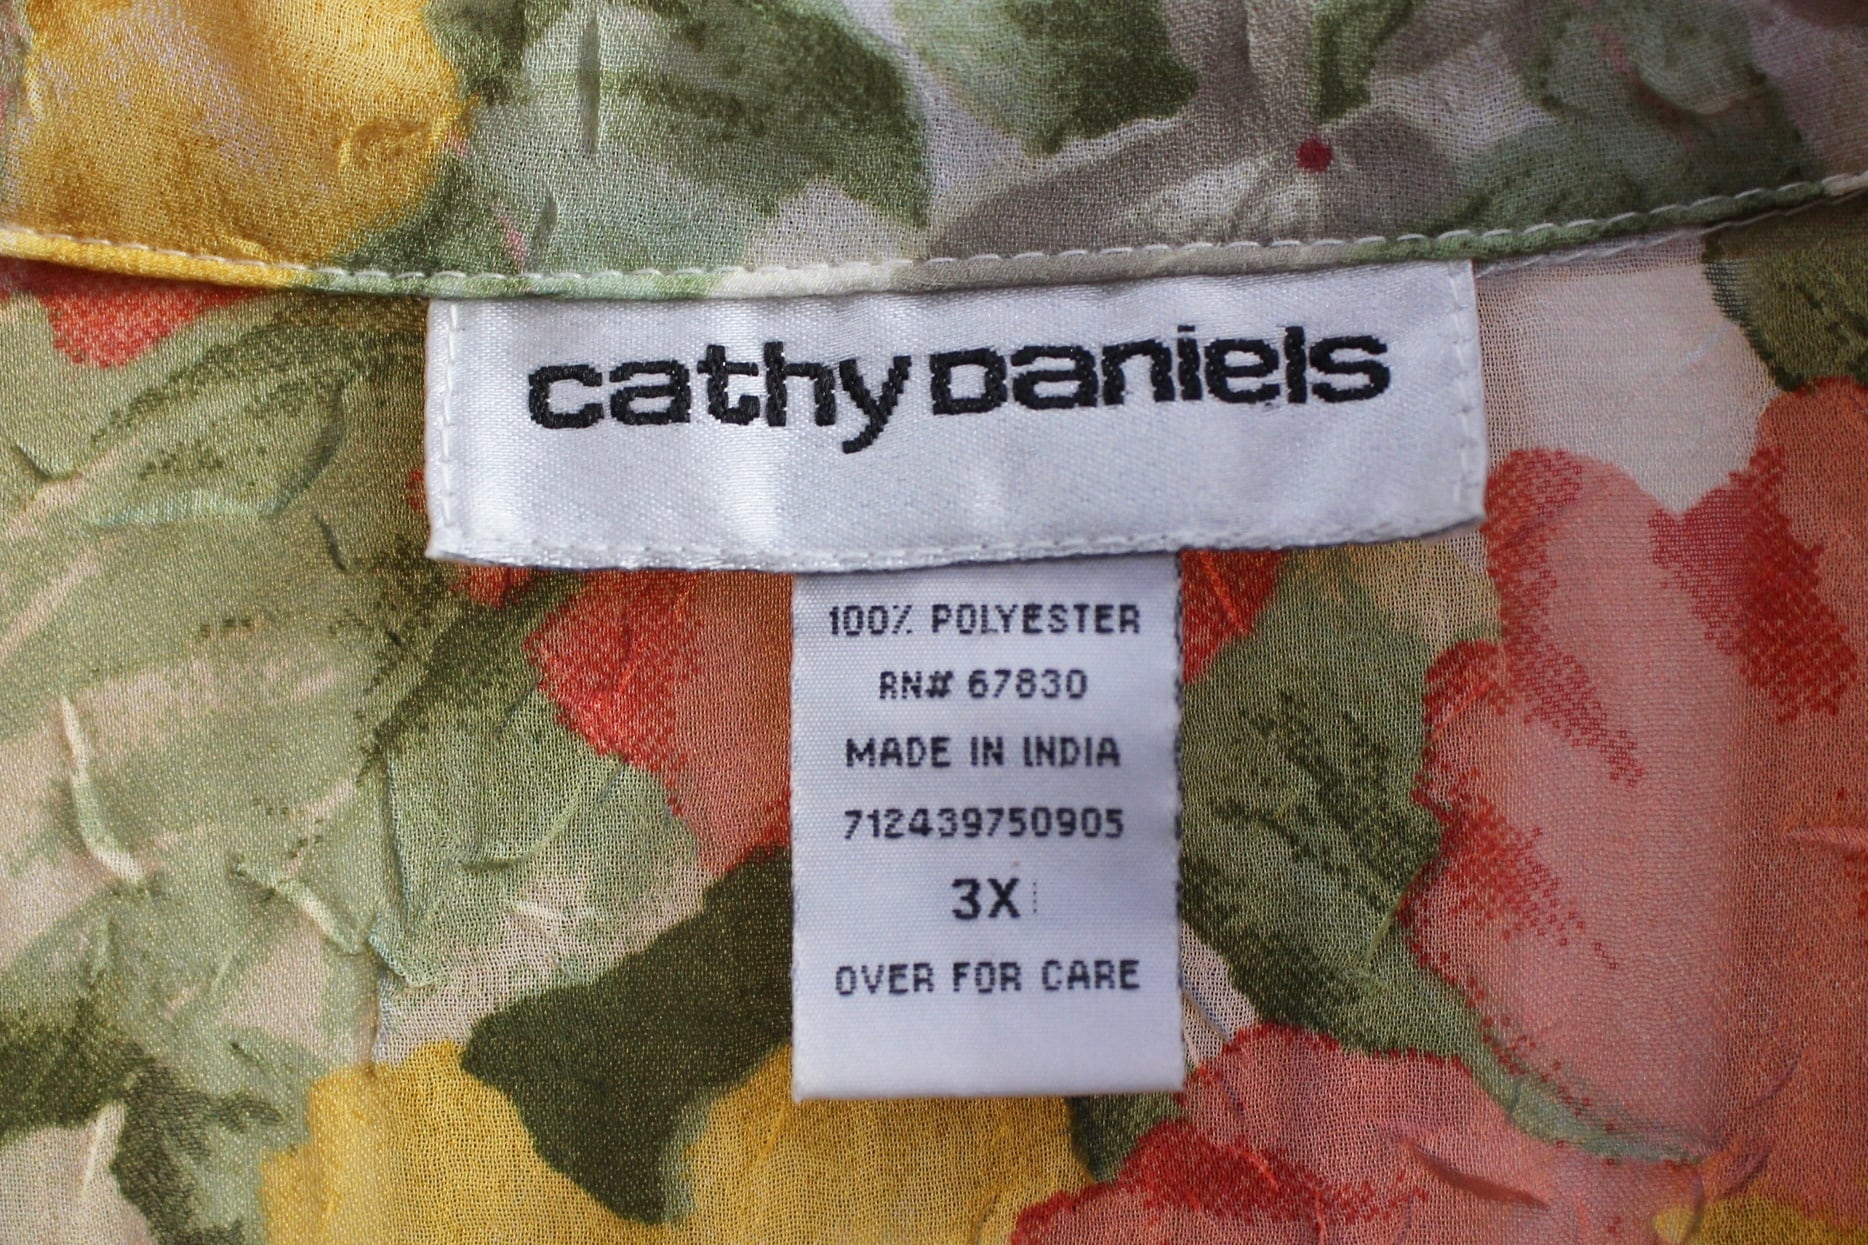 cathy Daniels
100% POLYESTER
RN# 67830
MADE IN INDIA
712439750905
3X
OVER FOR CARE